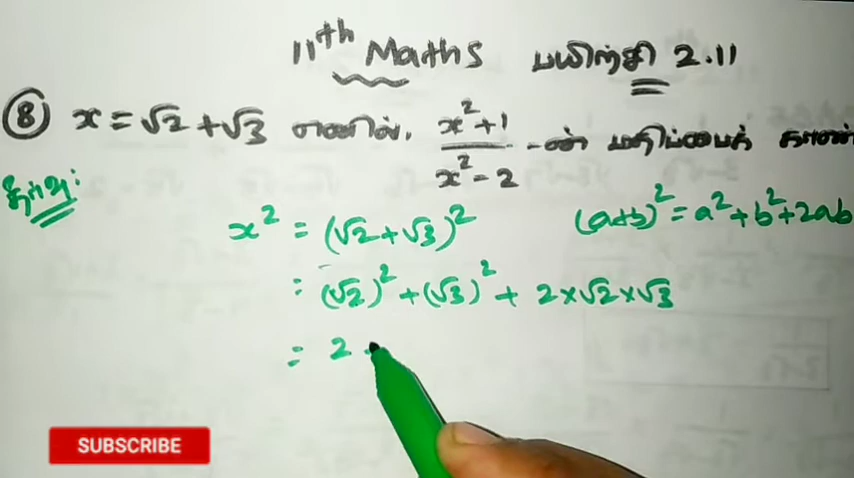 11th Maths பயிற்சி 2.11
⑧ x = √2 + √3 எனில், (x² + 1)/(x² - 2) -ன் மதிப்பைக் காண்
தீர்வு:
x² = (√2 + √3)² (a+b)² = a² + b² + 2ab
= (√2)² + (√3)² + 2 × √2 × √3
= 2
SUBSCRIBE